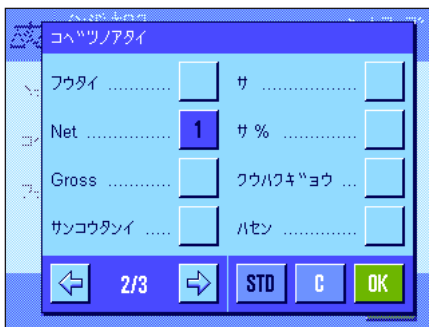 コベツノアタイ
フウタイ ............
Net ............... 1
Gross ...........
サンコウタンイ .....
サ .................
サ % .............
クウハクギョウ ...
ハセン ............
2/3 STD C OK